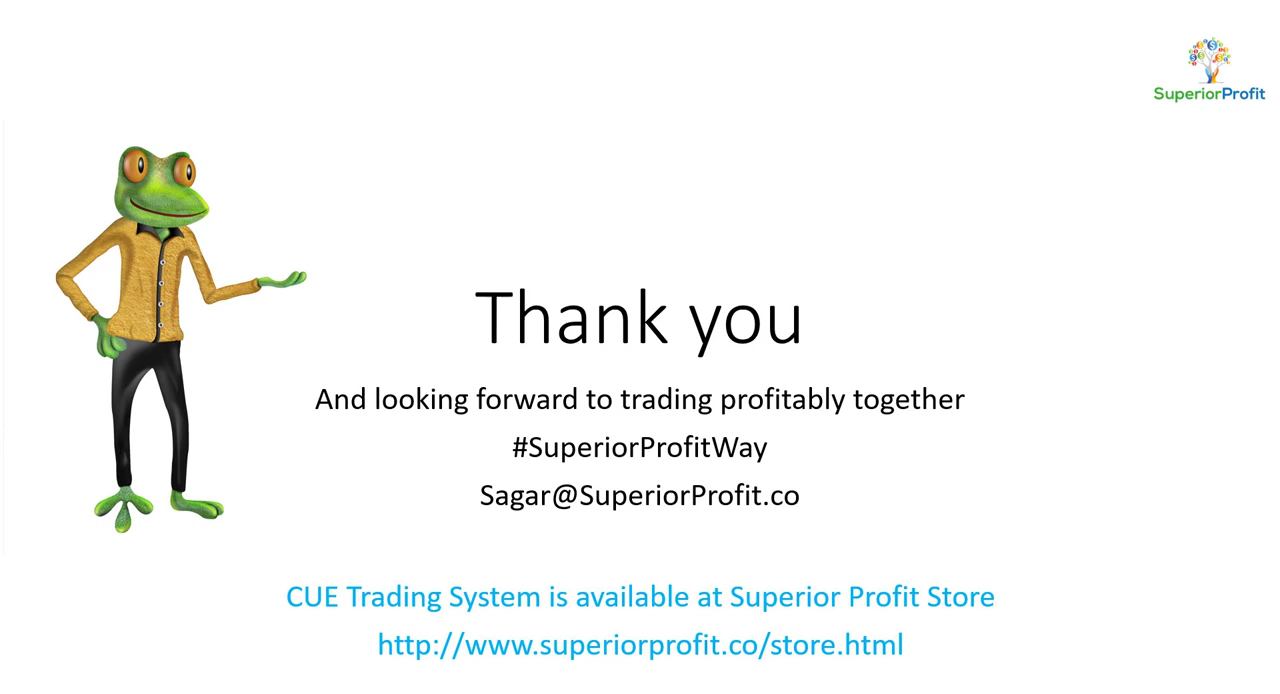 SuperiorProfit
Thank you
And looking forward to trading profitably together
#SuperiorProfitWay
Sagar@SuperiorProfit.co
CUE Trading System is available at Superior Profit Store
http://www.superiorprofit.co/store.html